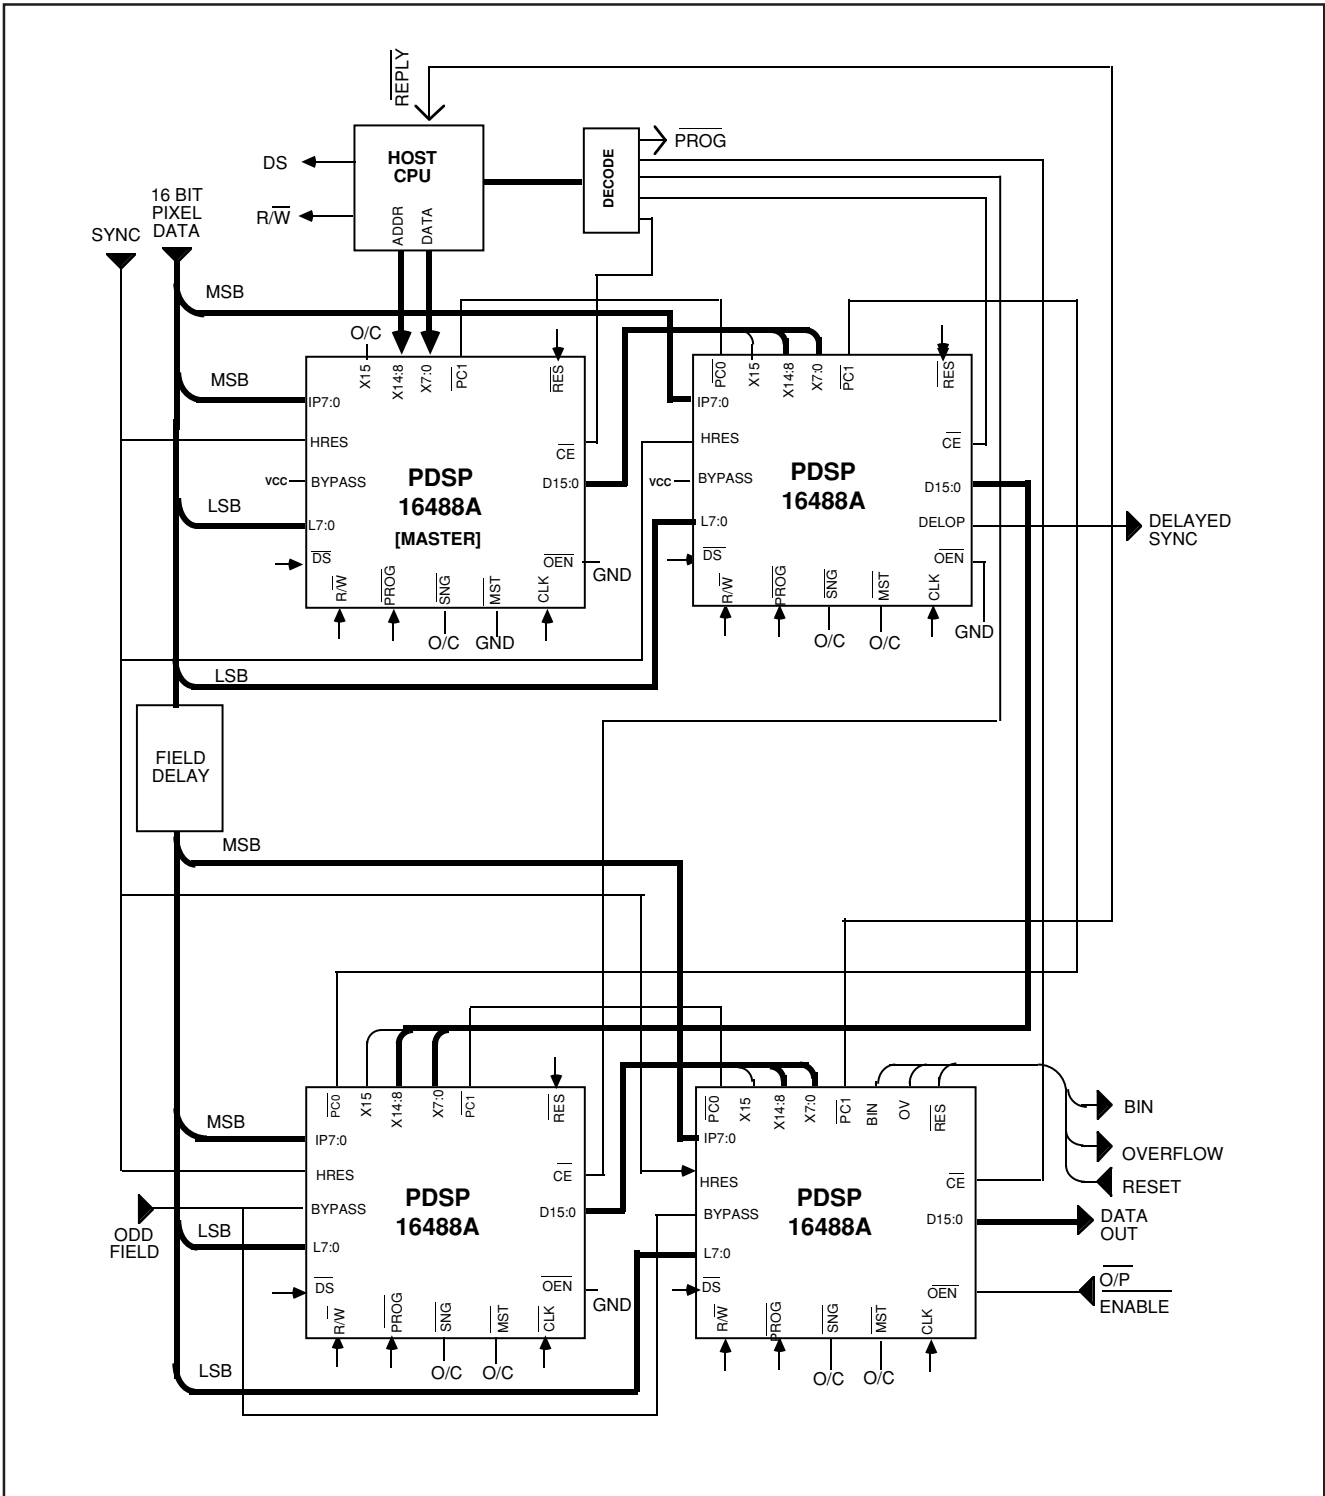 REPLY
HOST
CPU
DS
R/W
ADDR
DATA
DECODE
PROG
SYNC
16 BIT
PIXEL
DATA
MSB
MSB
LSB
O/C
X15
X14:8
X7:0
PC1
RES
IP7:0
HRES
VCC
BYPASS
L7:0
DS
PDSP
16488A
[MASTER]
CE
D15:0
OEN
GND
R/W
PROG
SNG
MST
CLK
O/C
GND
PC0
X15
X14:8
X7:0
PC1
RES
IP7:0
HRES
VCC
BYPASS
L7:0
DS
PDSP
16488A
CE
D15:0
DELOP
OEN
DELAYED
SYNC
R/W
PROG
SNG
MST
CLK
GND
O/C
O/C
LSB
FIELD
DELAY
MSB
MSB
PC0
X15
X14:8
X7:0
PC1
RES
IP7:0
HRES
BYPASS
L7:0
DS
PDSP
16488A
CE
D15:0
OEN
GND
ODD
FIELD
LSB
R/W
PROG
SNG
MST
CLK
O/C
O/C
LSB
PC0
X15
X14:8
X7:0
PC1
BIN
OV
RES
IP7:0
HRES
BYPASS
L7:0
DS
PDSP
16488A
CE
D15:0
OEN
BIN
OVERFLOW
RESET
DATA
OUT
O/P
ENABLE
R/W
PROG
SNG
MST
CLK
O/C
O/C